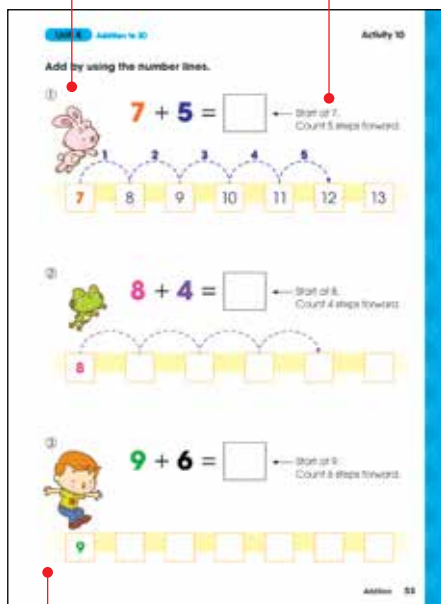 Unit 4 Addition to 20 Activity 10
Add by using the number lines.
①
7 + 5 =
Start at 7.
Count 5 steps forward.
1 2 3 4 5
7 8 9 10 11 12 13
②
8 + 4 =
Start at 8.
Count 4 steps forward.
8
③
9 + 6 =
Start at 9.
Count 6 steps forward.
9
Addition 53